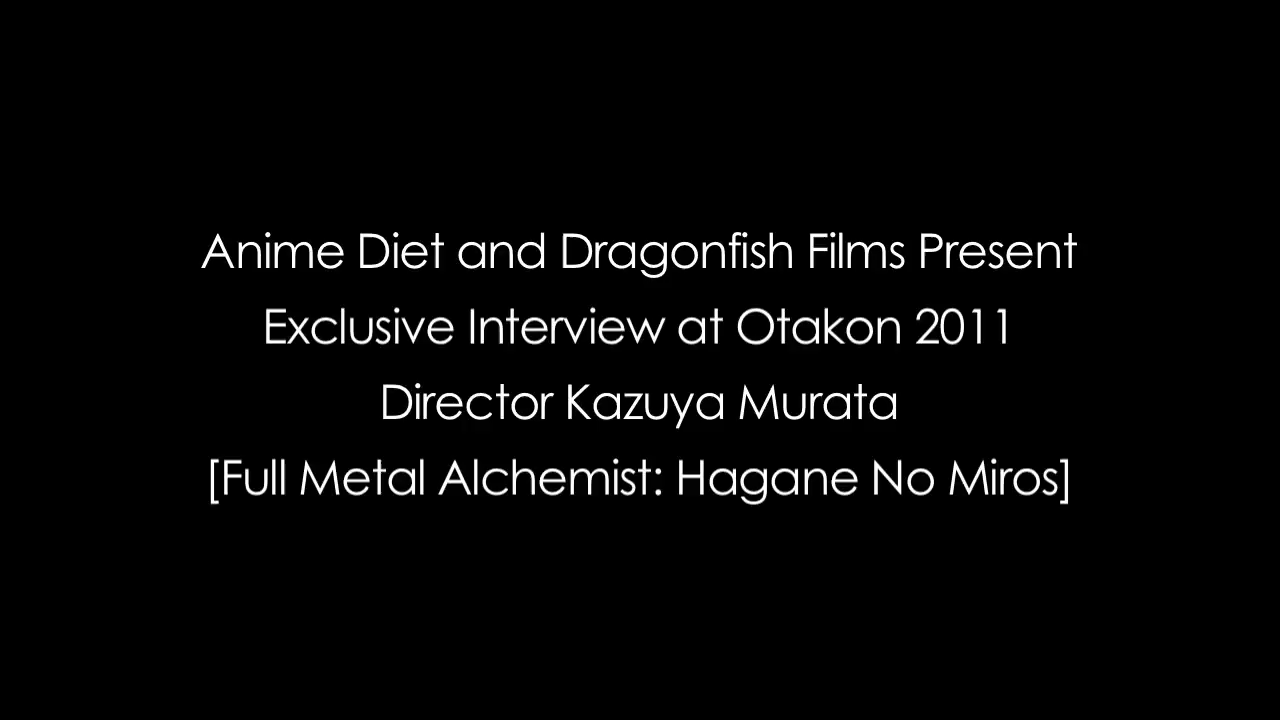 Anime Diet and Dragonfish Films Present
Exclusive Interview at Otakon 2011
Director Kazuya Murata
[Full Metal Alchemist: Hagane No Miros]